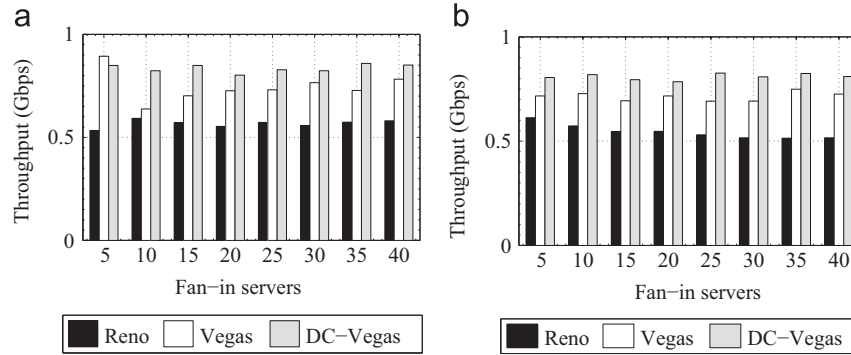 a
Throughput (Gbps)
1
0.5
0
5 10 15 20 25 30 35 40
Fan−in servers
Reno Vegas DC−Vegas
b
Throughput (Gbps)
1
0.5
0
5 10 15 20 25 30 35 40
Fan−in servers
Reno Vegas DC−Vegas